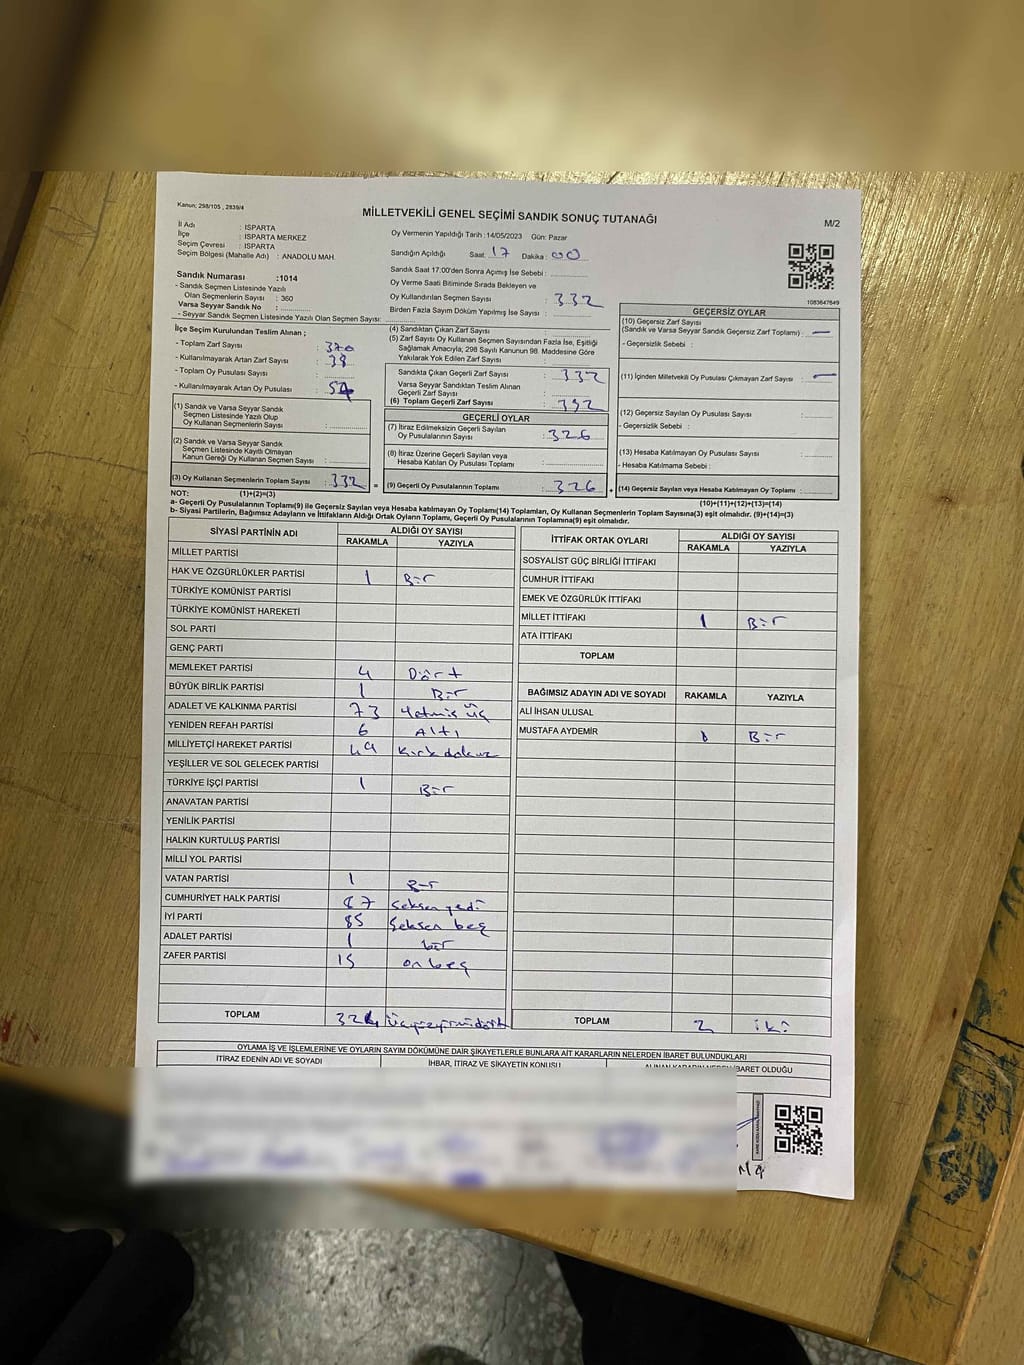 Kanun: 298/105 , 2839/4
MİLLETVEKİLİ GENEL SEÇİMİ SANDIK SONUÇ TUTANAĞI
M/2
İl Adı : ISPARTA
İlçe : ISPARTA MERKEZ
Seçim Çevresi : ISPARTA
Seçim Bölgesi (Mahalle Adı) : ANADOLU MAH.
Oy Vermenin Yapıldığı Tarih :14/05/2023 Gün: Pazar
Sandığın Açıldığı Saat: 17 Dakika : 00
Sandık Saat 17:00'den Sonra Açımış İse Sebebi :
Oy Verme Saati Bitiminde Sırada Bekleyen ve
Oy Kullandırılan Seçmen Sayısı : 332
Birden Fazla Sayım Döküm Yapılmış İse Sayısı :
1083647649
Sandık Numarası :1014
- Sandık Seçmen Listesinde Yazılı
Olan Seçmenlerin Sayısı : 360
Varsa Seyyar Sandık No :
- Seyyar Sandık Seçmen Listesinde Yazılı Olan Seçmen Sayısı:
İlçe Seçim Kurulundan Teslim Alınan ;
- Toplam Zarf Sayısı : 370
- Kullanılmayarak Artan Zarf Sayısı : 38
- Toplam Oy Pusulası Sayısı :
- Kullanılmayarak Artan Oy Pusulası :
(1) Sandık ve Varsa Seyyar Sandık
Seçmen Listesinde Yazılı Olup
Oy Kullanan Seçmenlerin Sayısı :
(2) Sandık ve Varsa Seyyar Sandık
Seçmen Listesinde Kayıtlı Olmayan
Kanun Gereği Oy Kullanan Seçmen Sayısı :
(3) Oy Kullanan Seçmenlerin Toplam Sayısı : 332 =
(4) Sandıktan Çıkan Zarf Sayısı :
(5) Zarf Sayısı Oy Kullanan Seçmen Sayısından Fazla İse, Eşitliği
Sağlamak Amacıyla; 298 Sayılı Kanunun 98. Maddesine Göre
Yakılarak Yok Edilen Zarf Sayısı :
Sandıkta Çıkan Geçerli Zarf Sayısı : 332
Varsa Seyyar Sandıktan Teslim Alınan
Geçerli Zarf Sayısı :
(6) Toplam Geçerli Zarf Sayısı : 332
GEÇERLİ OYLAR
(7) İtiraz Edilmeksizin Geçerli Sayılan
Oy Pusulalarının Sayısı : 326
(8) İtiraz Üzerine Geçerli Sayılan veya
Hesaba Katılan Oy Pusulası Toplamı :
(9) Geçerli Oy Pusulalarının Toplamı : 326 +
GEÇERSİZ OYLAR
(10) Geçersiz Zarf Sayısı
(Sandık ve Varsa Seyyar Sandık Geçersiz Zarf Toplamı) : —
- Geçersizlik Sebebi :
(11) İçinden Milletvekili Oy Pusulası Çıkmayan Zarf Sayısı : —
(12) Geçersiz Sayılan Oy Pusulası Sayısı :
- Geçersizlik Sebebi :
(13) Hesaba Katılmayan Oy Pusulası Sayısı :
- Hesaba Katılmama Sebebi :
(14) Geçersiz Sayılan veya Hesaba Katılmayan Oy Toplamı :
NOT: (1)+(2)=(3)
(10)+(11)+(12)+(13)=(14)
a- Geçerli Oy Pusulalarının Toplamı(9) ile Geçersiz Sayılan veya Hesaba katılmayan Oy Toplamı(14) Toplamları, Oy Kullanan Seçmenlerin Toplam Sayısına(3) eşit olmalıdır. (9)+(14)=(3)
b- Siyasi Partilerin, Bağımsız Adayların ve İttifakların Aldığı Ortak Oyların Toplamı, Geçerli Oy Pusulalarının Toplamına(9) eşit olmalıdır.
SİYASİ PARTİNİN ADI ALDIĞI OY SAYISI
RAKAMLA YAZIYLA
MİLLET PARTİSİ
HAK VE ÖZGÜRLÜKLER PARTİSİ 1 Bir
TÜRKİYE KOMÜNİST PARTİSİ
TÜRKİYE KOMÜNİST HAREKETİ
SOL PARTİ
GENÇ PARTİ
MEMLEKET PARTİSİ 4 Dört
BÜYÜK BİRLİK PARTİSİ 1 Bir
ADALET VE KALKINMA PARTİSİ 73 Yetmiş üç
YENİDEN REFAH PARTİSİ 6 Altı
MİLLİYETÇİ HAREKET PARTİSİ 49 Kırk dokuz
YEŞİLLER VE SOL GELECEK PARTİSİ
TÜRKİYE İŞÇİ PARTİSİ 1 Bir
ANAVATAN PARTİSİ
YENİLİK PARTİSİ
HALKIN KURTULUŞ PARTİSİ
MİLLİ YOL PARTİSİ
VATAN PARTİSİ 1 Bir
CUMHURİYET HALK PARTİSİ 87 Seksen yedi
İYİ PARTİ 85 Seksen beş
ADALET PARTİSİ 1 bir
ZAFER PARTİSİ 15 on beş
TOPLAM 324 Üçyüzyirmidört
İTTİFAK ORTAK OYLARI ALDIĞI OY SAYISI
RAKAMLA YAZIYLA
SOSYALİST GÜÇ BİRLİĞİ İTTİFAKI
CUMHUR İTTİFAKI
EMEK VE ÖZGÜRLÜK İTTİFAKI
MİLLET İTTİFAKI 1 Bir
ATA İTTİFAKI
TOPLAM
BAĞIMSIZ ADAYIN ADI VE SOYADI RAKAMLA YAZIYLA
ALİ İHSAN ULUSAL
MUSTAFA AYDEMİR 1 Bir
TOPLAM 2 iki
OYLAMA İŞ VE İŞLEMLERİNE VE OYLARIN SAYIM DÖKÜMÜNE DAİR ŞİKAYETLERLE BUNLARA AİT KARARLARIN NELERDEN İBARET BULUNDUKLARI
İTİRAZ EDENİN ADI VE SOYADI İHBAR, İTİRAZ VE ŞİKAYETİN KONUSU ALINAN KARARIN NEDEN İBARET OLDUĞU